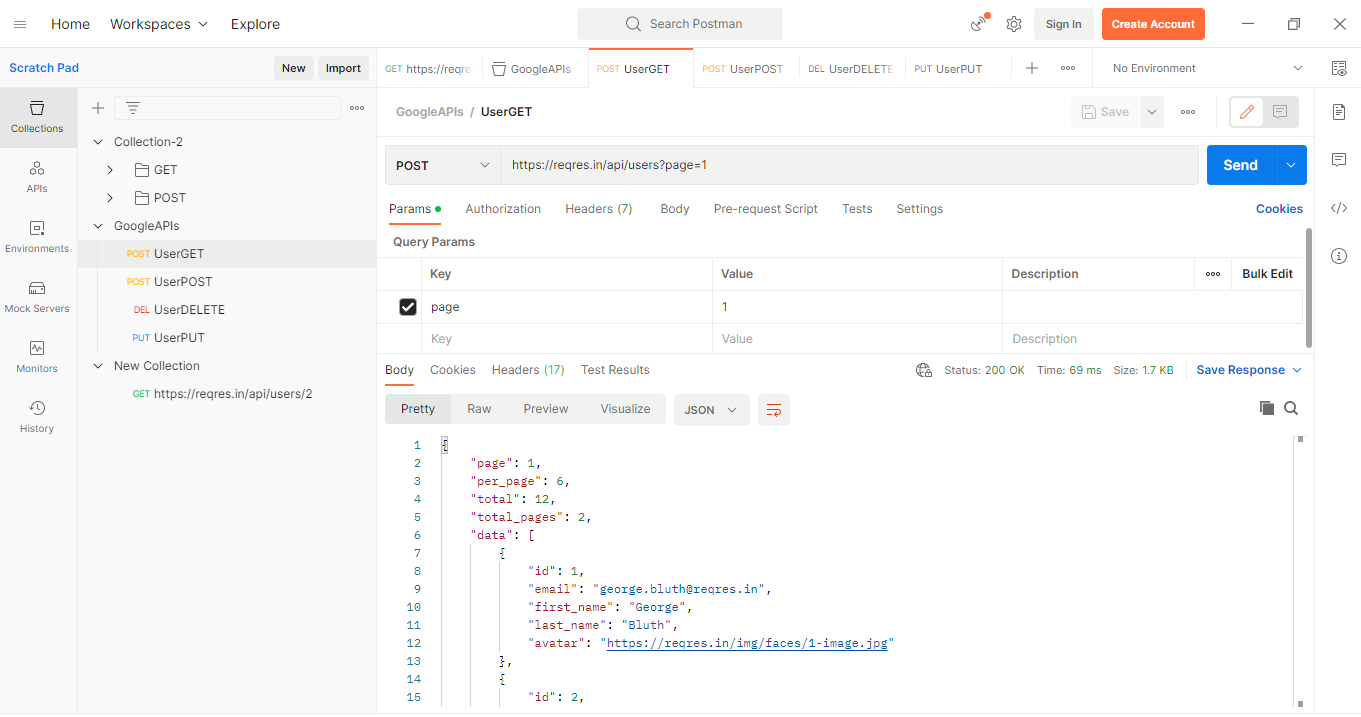 Home Workspaces Explore Search Postman Sign In Create Account
Scratch Pad New Import GET https://reqre GoogleAPIs POST UserGET POST UserPOST DEL UserDELETE PUT UserPUT No Environment
Collections
APIs
Environments
Mock Servers
Monitors
History
Collection-2
GET
POST
GoogleAPIs
POST UserGET
POST UserPOST
DEL UserDELETE
PUT UserPUT
New Collection
GET https://reqres.in/api/users/2
GoogleAPIs / UserGET Save
POST https://reqres.in/api/users?page=1 Send
Params Authorization Headers (7) Body Pre-request Script Tests Settings Cookies
Query Params
Key Value Description Bulk Edit
page 1
Key Value Description
Body Cookies Headers (17) Test Results Status: 200 OK Time: 69 ms Size: 1.7 KB Save Response
Pretty Raw Preview Visualize JSON
1 {
2 "page": 1,
3 "per_page": 6,
4 "total": 12,
5 "total_pages": 2,
6 "data": [
7 {
8 "id": 1,
9 "email": "george.bluth@reqres.in",
10 "first_name": "George",
11 "last_name": "Bluth",
12 "avatar": "https://reqres.in/img/faces/1-image.jpg"
13 },
14 {
15 "id": 2,